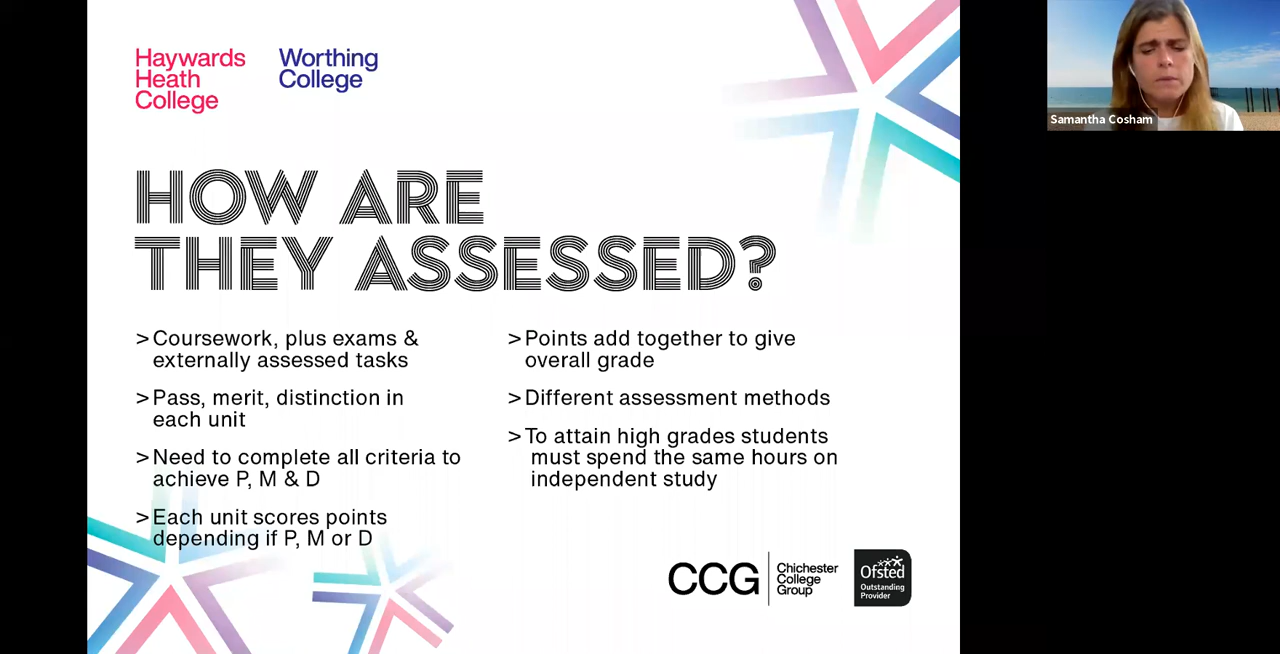 Haywards
Heath
College
Worthing
College
Samantha Cosham
HOW ARE
THEY ASSESSED?
> Coursework, plus exams &
externally assessed tasks
> Pass, merit, distinction in
each unit
> Need to complete all criteria to
achieve P, M & D
> Each unit scores points
depending if P, M or D
> Points add together to give
overall grade
> Different assessment methods
> To attain high grades students
must spend the same hours on
independent study
CCG
Chichester
College
Group
Ofsted
Outstanding
Provider